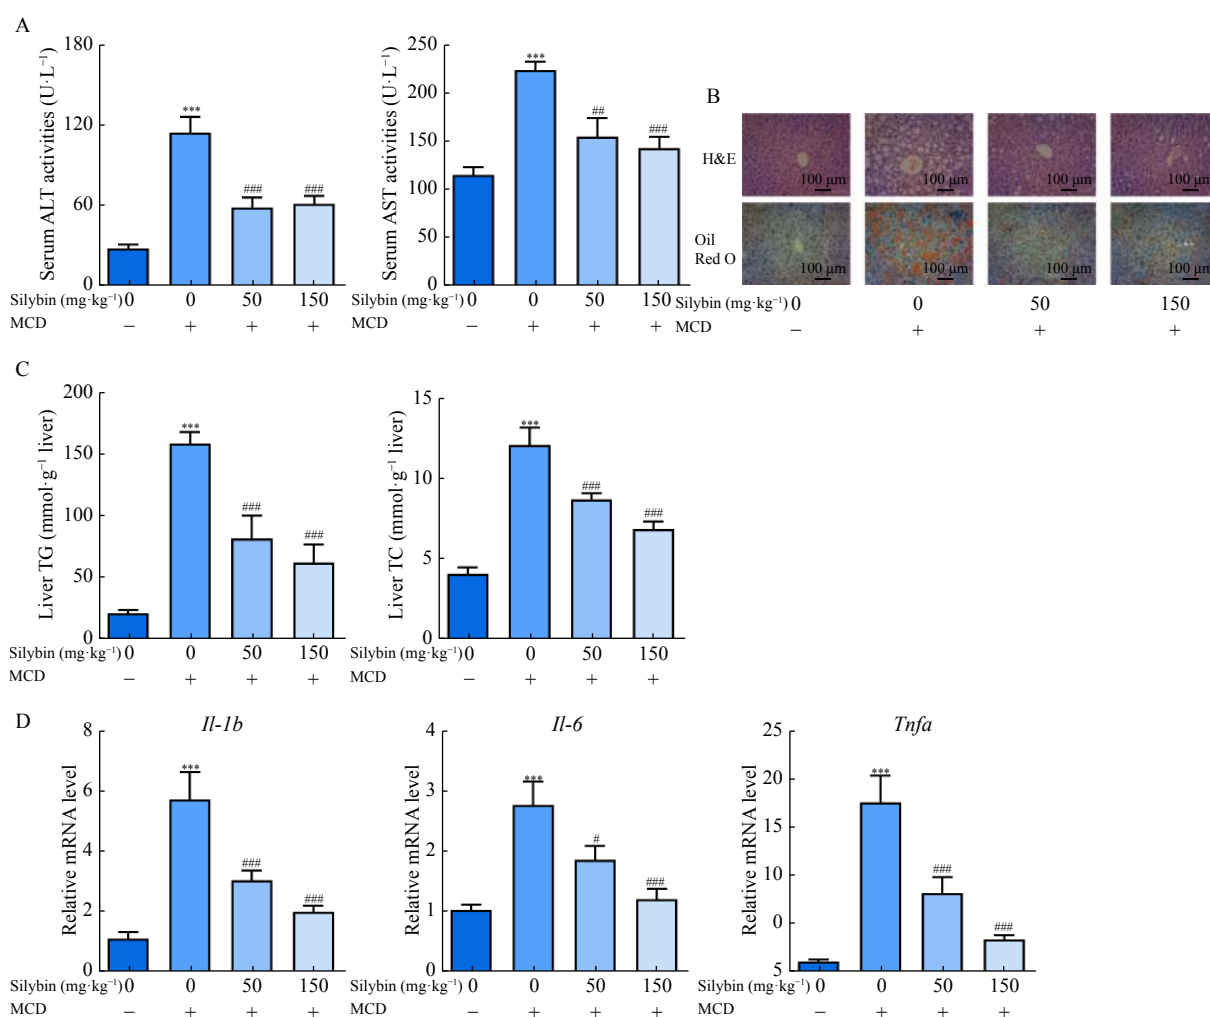 A
Serum ALT activities (U·L⁻¹)
180
120
60
0
***
###
###
Silybin (mg·kg⁻¹) 0 0 50 150
MCD − + + +
Serum AST activities (U·L⁻¹)
250
200
150
100
50
0
***
##
###
0 0 50 150
MCD − + + +
B
H&E
100 μm 100 μm 100 μm 100 μm
Oil
Red O
100 μm 100 μm 100 μm 100 μm
Silybin (mg·kg⁻¹) 0 0 50 150
MCD − + + +
C
Liver TG (mmol·g⁻¹ liver)
200
150
100
50
0
***
###
###
Silybin (mg·kg⁻¹) 0 0 50 150
MCD − + + +
Liver TC (mmol·g⁻¹ liver)
15
10
5
0
***
###
###
Silybin (mg·kg⁻¹) 0 0 50 150
MCD − + + +
D
Il-1b
Relative mRNA level
8
6
4
2
0
***
###
###
Silybin (mg·kg⁻¹) 0 0 50 150
MCD − + + +
Il-6
Relative mRNA level
4
3
2
1
0
***
#
###
Silybin (mg·kg⁻¹) 0 0 50 150
MCD − + + +
Tnfa
Relative mRNA level
25
20
15
10
0
5
***
###
###
Silybin (mg·kg⁻¹) 0 0 50 150
MCD − + + +